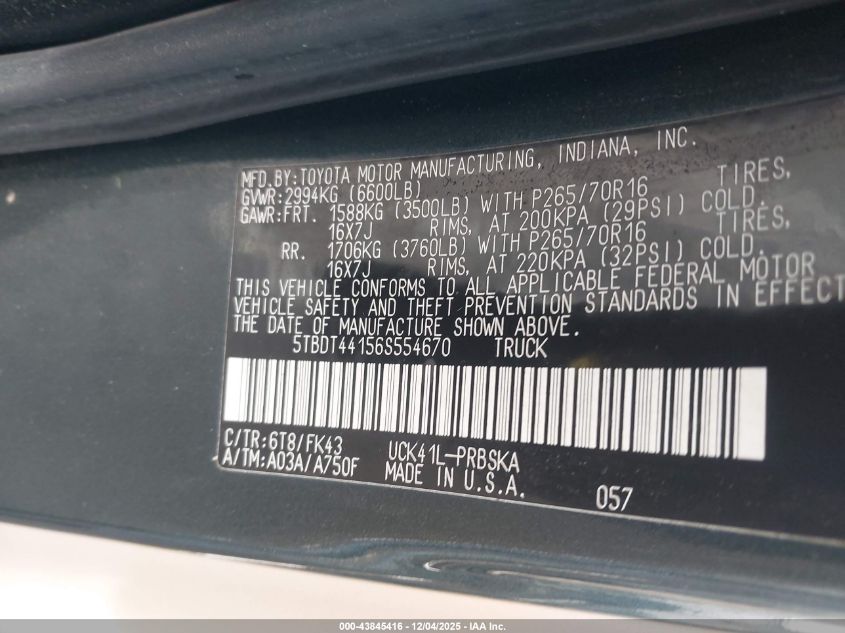 MFD.BY:TOYOTA MOTOR MANUFACTURING, INDIANA, INC.
GVWR:2994KG (6600LB)
GAWR:FRT. 1588KG (3500LB) WITH P265/70R16 TIRES,
16X7J RIMS, AT 200KPA (29PSI) COLD.
RR. 1706KG (3760LB) WITH P265/70R16 TIRES,
16X7J RIMS, AT 220KPA (32PSI) COLD.
THIS VEHICLE CONFORMS TO ALL APPLICABLE FEDERAL MOTOR
VEHICLE SAFETY AND THEFT PREVENTION STANDARDS IN EFFECT
THE DATE OF MANUFACTURE SHOWN ABOVE.
5TBDT44156S554670 TRUCK
C/TR:6T8/FK43 UCK41L-PRBSKA
A/TM:A03A/A750F MADE IN U.S.A. 057
000-43845416 - 12/04/2025 - IAA Inc.